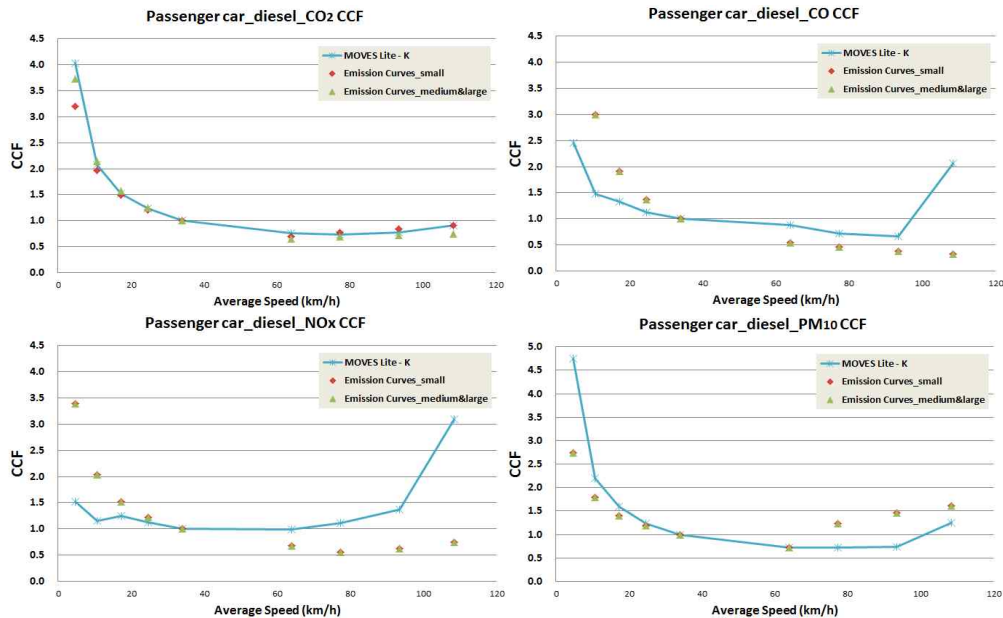 Passenger car_diesel_CO2 CCF
4.5
4.0
3.5
3.0
2.5
2.0
1.5
1.0
0.5
0.0
CCF
MOVES Lite - K
Emission Curves_small
Emission Curves_medium&large
0 20 40 60 80 100 120
Average Speed (km/h)
Passenger car_diesel_CO CCF
4.5
4.0
3.5
3.0
2.5
2.0
1.5
1.0
0.5
0.0
CCF
MOVES Lite - K
Emission Curves_small
Emission Curves_medium&large
0 20 40 60 80 100 120
Average Speed (km/h)
Passenger car_diesel_NOx CCF
4.5
4.0
3.5
3.0
2.5
2.0
1.5
1.0
0.5
0.0
CCF
MOVES Lite - K
Emission Curves_small
Emission Curves_medium&large
0 20 40 60 80 100 120
Average Speed (km/h)
Passenger car_diesel_PM10 CCF
5.0
4.5
4.0
3.5
3.0
2.5
2.0
1.5
1.0
0.5
0.0
CCF
MOVES Lite - K
Emission Curves_small
Emission Curves_medium&large
0 20 40 60 80 100 120
Average Speed (km/h)